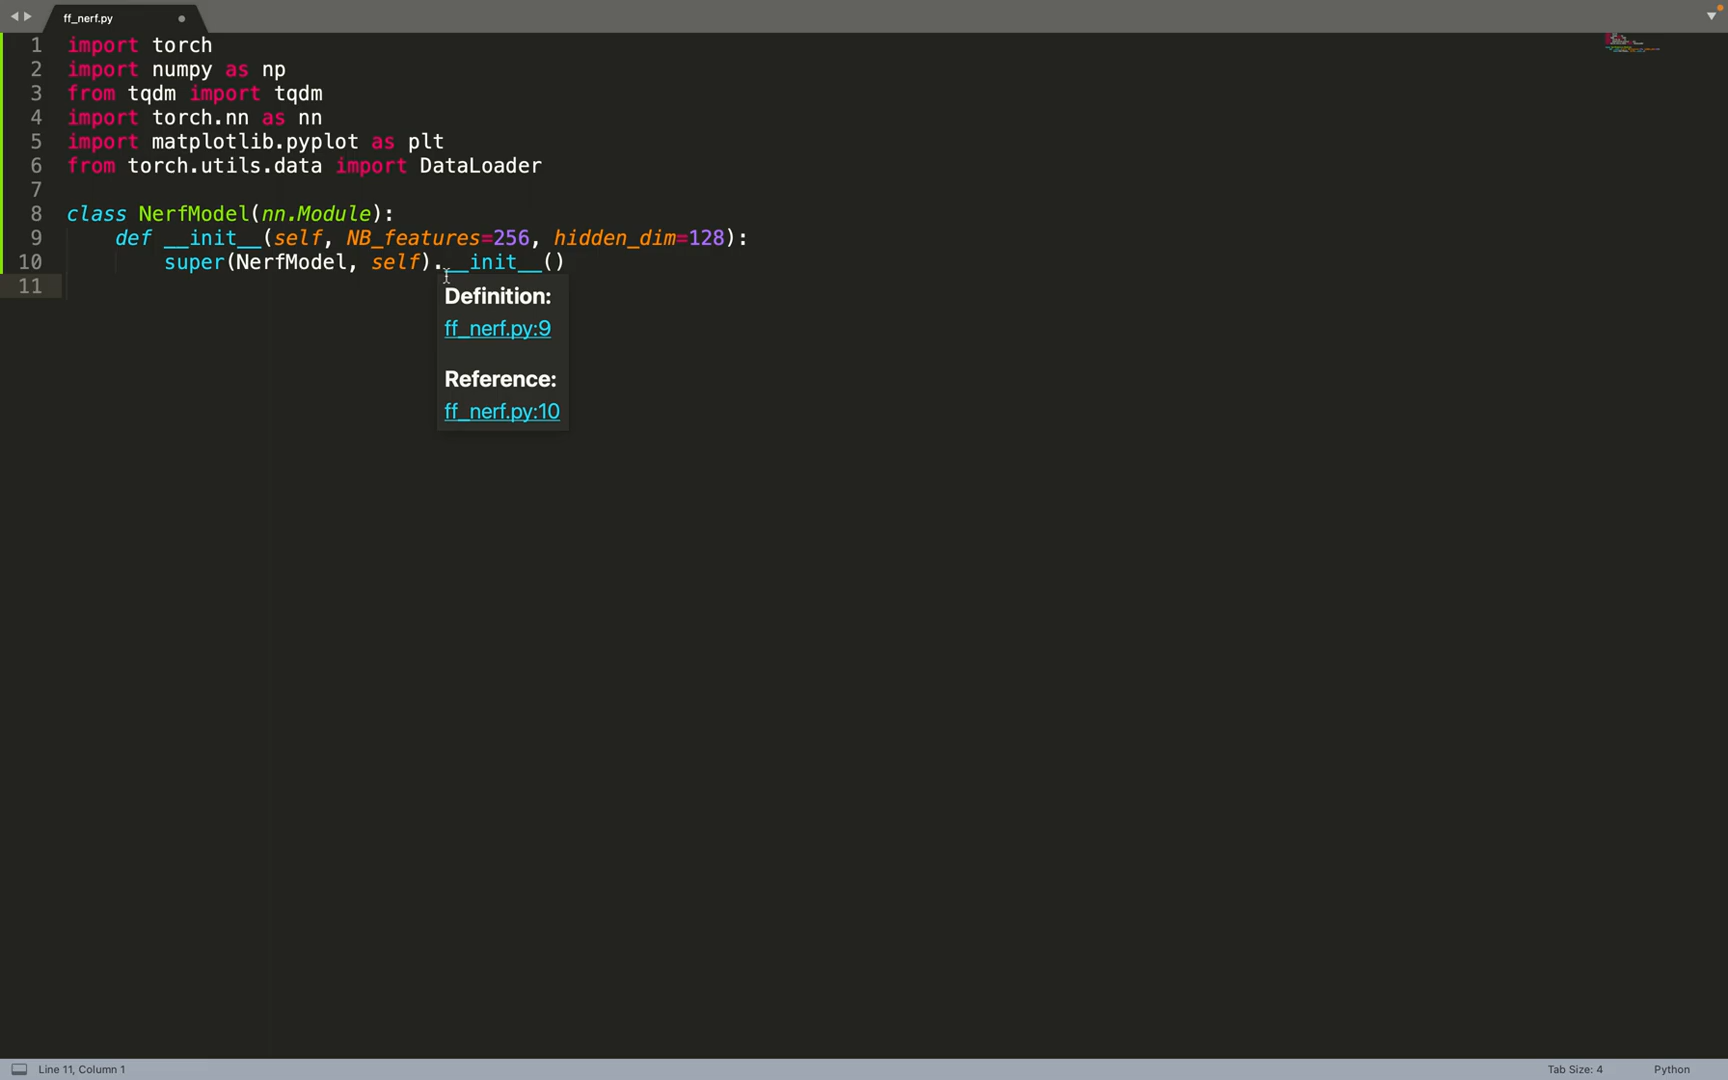 ff_nerf.py
1 import torch
2 import numpy as np
3 from tqdm import tqdm
4 import torch.nn as nn
5 import matplotlib.pyplot as plt
6 from torch.utils.data import DataLoader
7
8 class NerfModel(nn.Module):
9     def __init__(self, NB_features=256, hidden_dim=128):
10         super(NerfModel, self).__init__()
11
Definition:
ff_nerf.py:9
Reference:
ff_nerf.py:10
Line 11, Column 1
Tab Size: 4
Python